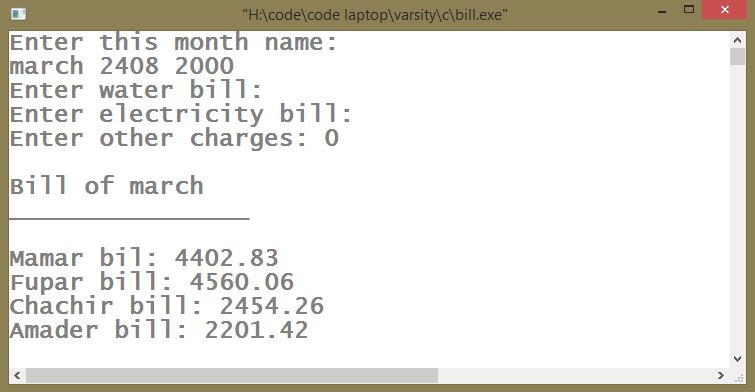 "H:\code\code laptop\varsity\c\bill.exe"
Enter this month name:
march 2408 2000
Enter water bill:
Enter electricity bill:
Enter other charges: 0
Bill of march
Mamar bil: 4402.83
Fupar bill: 4560.06
Chachir bill: 2454.26
Amader bill: 2201.42